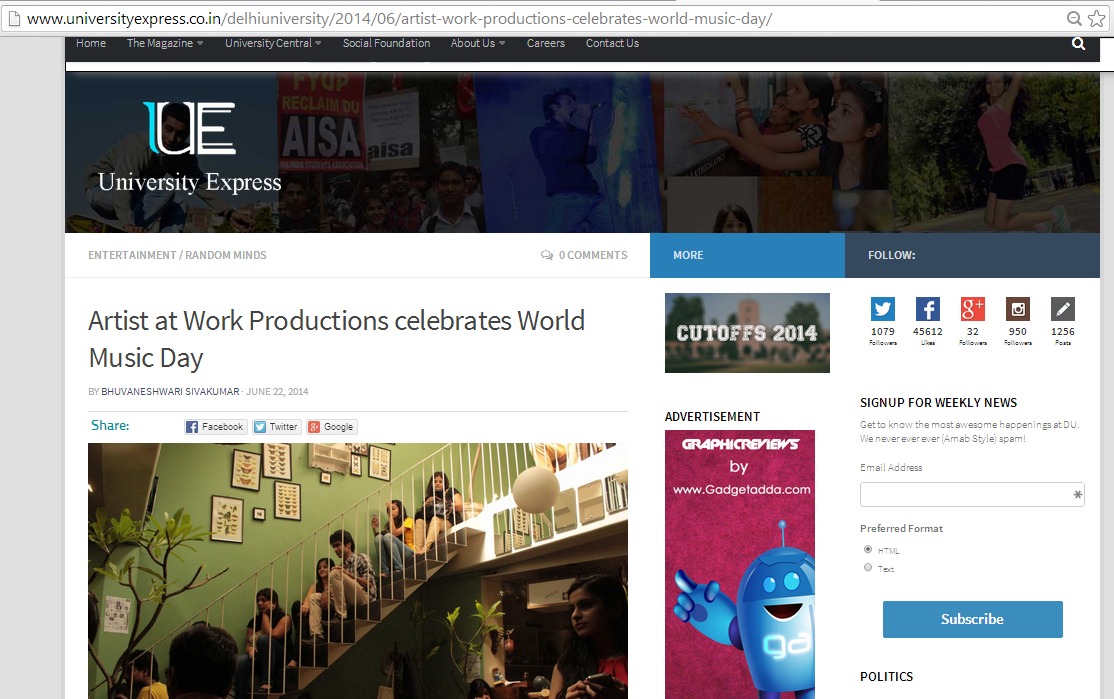 www.universityexpress.co.in/delhiuniversity/2014/06/artist-work-productions-celebrates-world-music-day/
Home The Magazine University Central Social Foundation About Us Careers Contact Us
FYUP
RECLAIM DU
AISA
aisa
UE
University Express
ENTERTAINMENT / RANDOM MINDS 0 COMMENTS MORE FOLLOW:
Artist at Work Productions celebrates World
Music Day
BY BHUVANESHWARI SIVAKUMAR · JUNE 22, 2014
Share: Facebook Twitter Google
CUTOFFS 2014
ADVERTISEMENT
GRAPHICREVIEWS
by
www.Gadgetadda.com
ga
1079 45612 32 950 1256
Followers Likes Followers Followers Posts
SIGNUP FOR WEEKLY NEWS
Get to know the most awesome happenings at DU.
We never ever ever (Arnab Style) spam!
Email Address
Preferred Format
HTML
Text
Subscribe
POLITICS